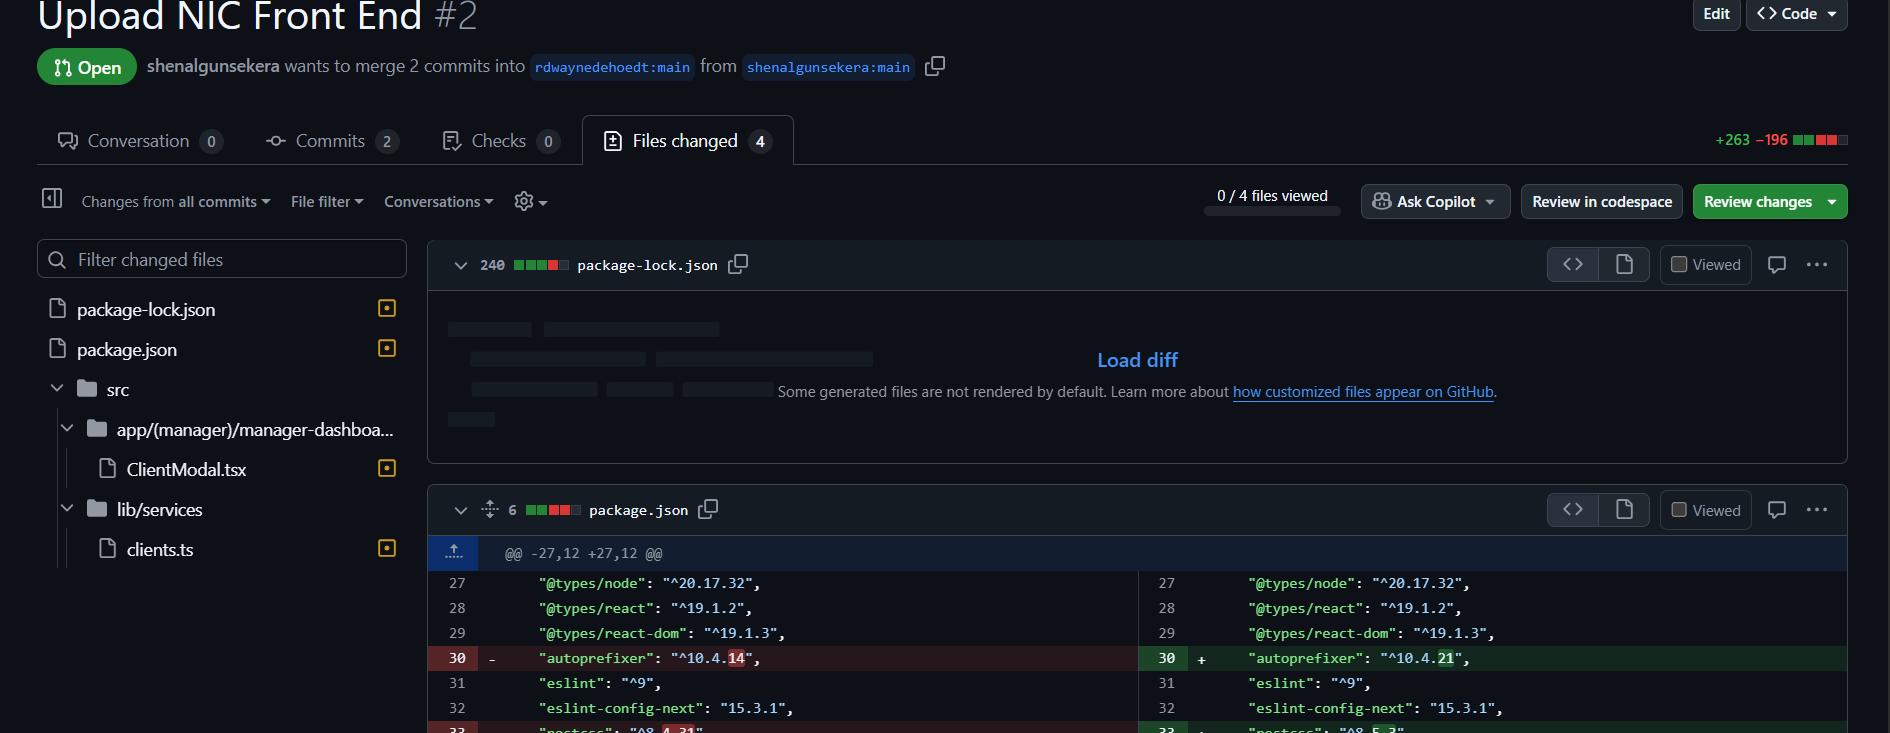 Upload NIC Front End #2
Edit
Code
Open
shenalgunsekera wants to merge 2 commits into rdwaynedehoedt:main from shenalgunsekera:main
Conversation 0
Commits 2
Checks 0
Files changed 4
+263 −196
Changes from all commits
File filter
Conversations
0 / 4 files viewed
Ask Copilot
Review in codespace
Review changes
Filter changed files
package-lock.json
package.json
src
app/(manager)/manager-dashboa...
ClientModal.tsx
lib/services
clients.ts
240 package-lock.json
Viewed
Load diff
Some generated files are not rendered by default. Learn more about how customized files appear on GitHub.
6 package.json
Viewed
@@ -27,12 +27,12 @@
27 "@types/node": "^20.17.32",
28 "@types/react": "^19.1.2",
29 "@types/react-dom": "^19.1.3",
30 - "autoprefixer": "^10.4.14",
31 "eslint": "^9",
32 "eslint-config-next": "15.3.1",
33 "postcss": "^8.4.31"
27 "@types/node": "^20.17.32",
28 "@types/react": "^19.1.2",
29 "@types/react-dom": "^19.1.3",
30 + "autoprefixer": "^10.4.21",
31 "eslint": "^9",
32 "eslint-config-next": "15.3.1",
33 "postcss": "^8.5.3"